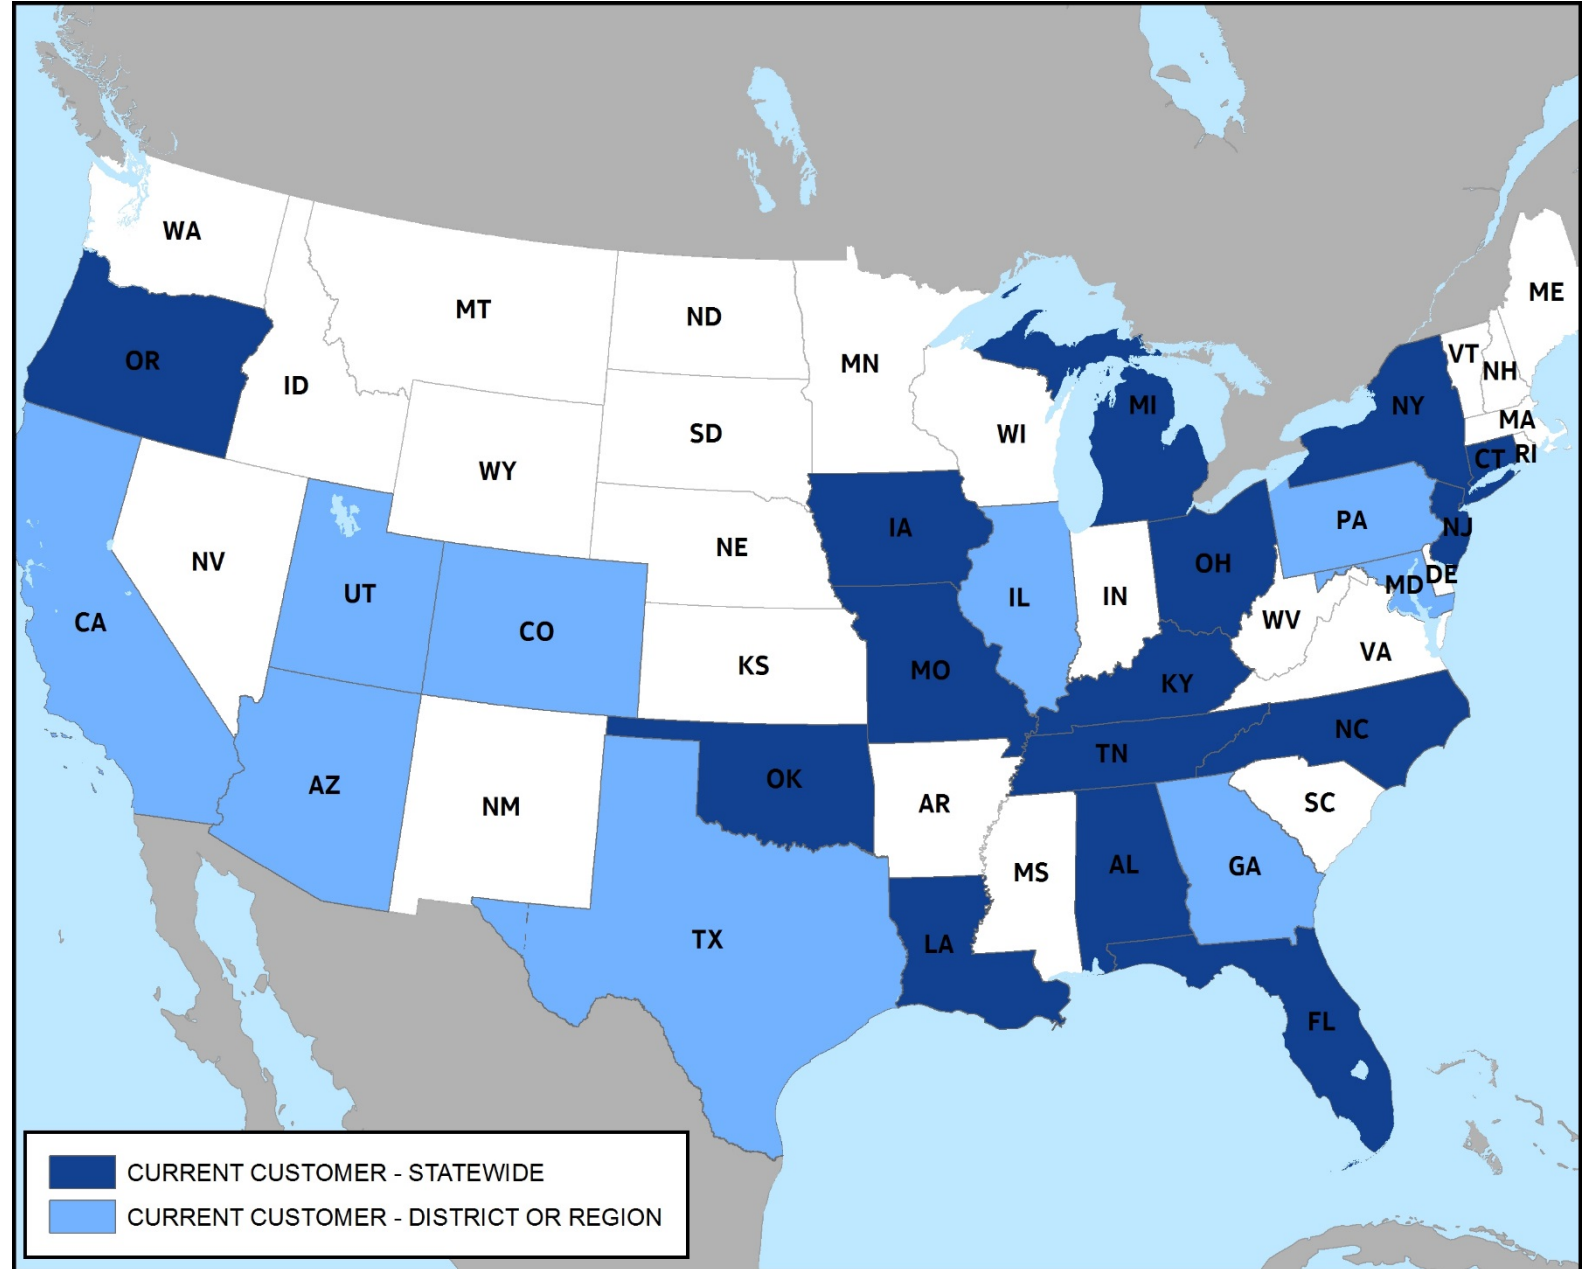 WA
ME
MT
ND
VT
OR
MN
NH
ID
MI
NY
MA
SD
WI
RI
CT
WY
PA
IA
NJ
NE
NV
OH
DE
MD
UT
IL
IN
CA
CO
WV
VA
KS
MO
KY
NC
TN
OK
AZ
SC
AR
NM
AL
GA
MS
TX
LA
FL
CURRENT CUSTOMER - STATEWIDE
CURRENT CUSTOMER - DISTRICT OR REGION